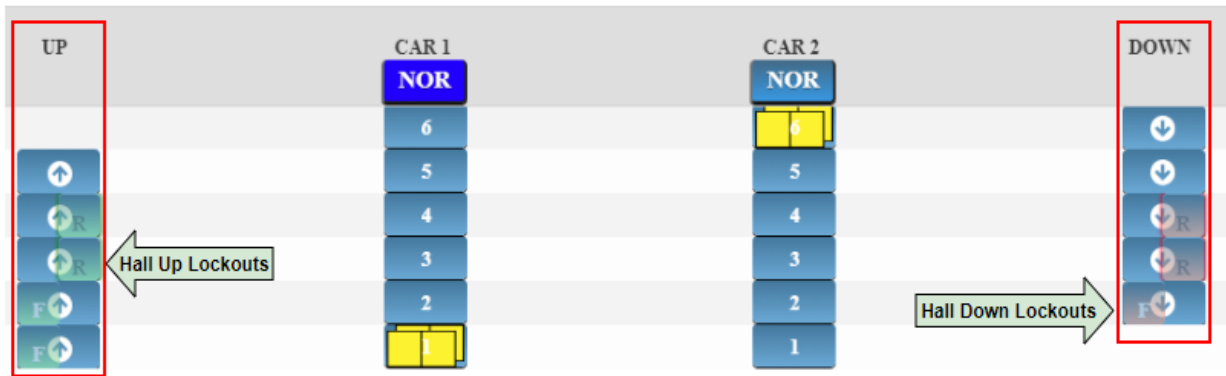 UP CAR 1 CAR 2 DOWN
NOR NOR
6 6
5 5
R 4 4 R
R 3 3 R
Hall Up Lockouts
F 2 2 F
Hall Down Lockouts
F 1 1